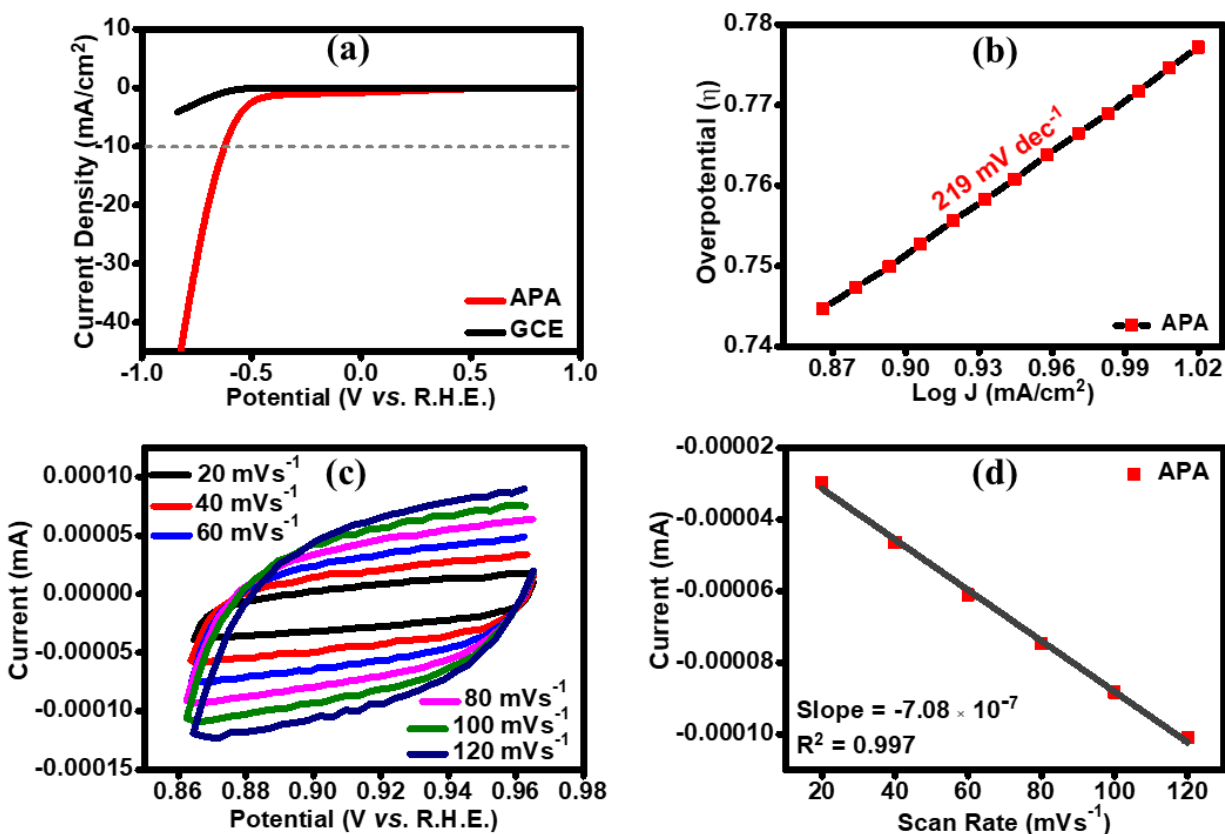 (a)
Current Density (mA/cm²)
10
0
-10
-20
-30
-40
APA
GCE
-1.0 -0.5 0.0 0.5 1.0
Potential (V vs. R.H.E.)
(b)
Overpotential (η)
0.78
0.77
0.76
0.75
0.74
219 mV dec⁻¹
APA
0.87 0.90 0.93 0.96 0.99 1.02
Log J (mA/cm²)
(c)
Current (mA)
0.00010
0.00005
0.00000
-0.00005
-0.00010
-0.00015
20 mVs⁻¹
40 mVs⁻¹
60 mVs⁻¹
80 mVs⁻¹
100 mVs⁻¹
120 mVs⁻¹
0.86 0.88 0.90 0.92 0.94 0.96 0.98
Potential (V vs. R.H.E.)
(d)
Current (mA)
-0.00002
-0.00004
-0.00006
-0.00008
-0.00010
APA
Slope = -7.08 × 10⁻⁷
R² = 0.997
20 40 60 80 100 120
Scan Rate (mVs⁻¹)